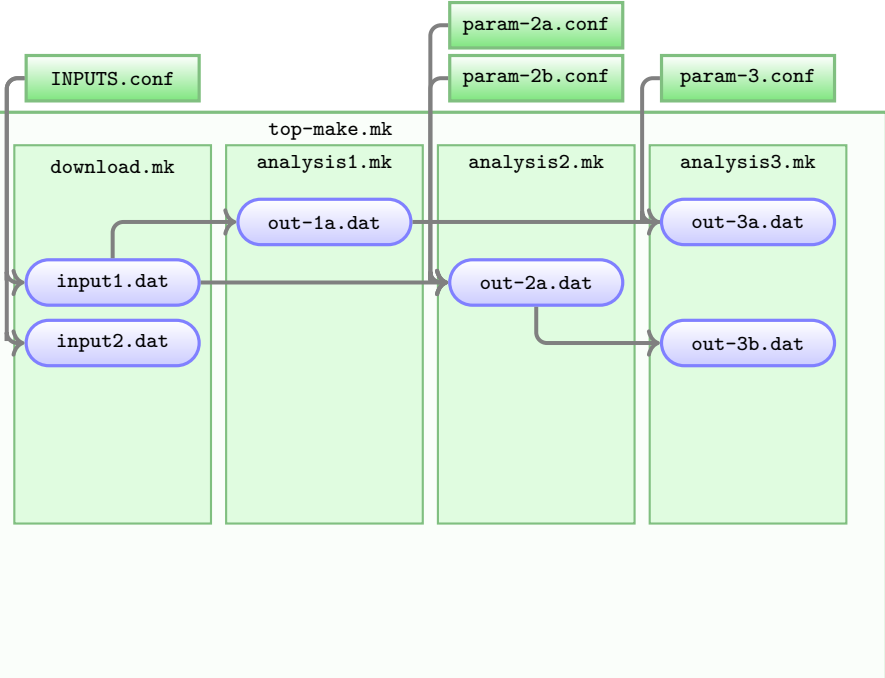 param-2a.conf
INPUTS.conf
param-2b.conf
param-3.conf
top-make.mk
download.mk
analysis1.mk
analysis2.mk
analysis3.mk
out-1a.dat
out-3a.dat
input1.dat
out-2a.dat
input2.dat
out-3b.dat